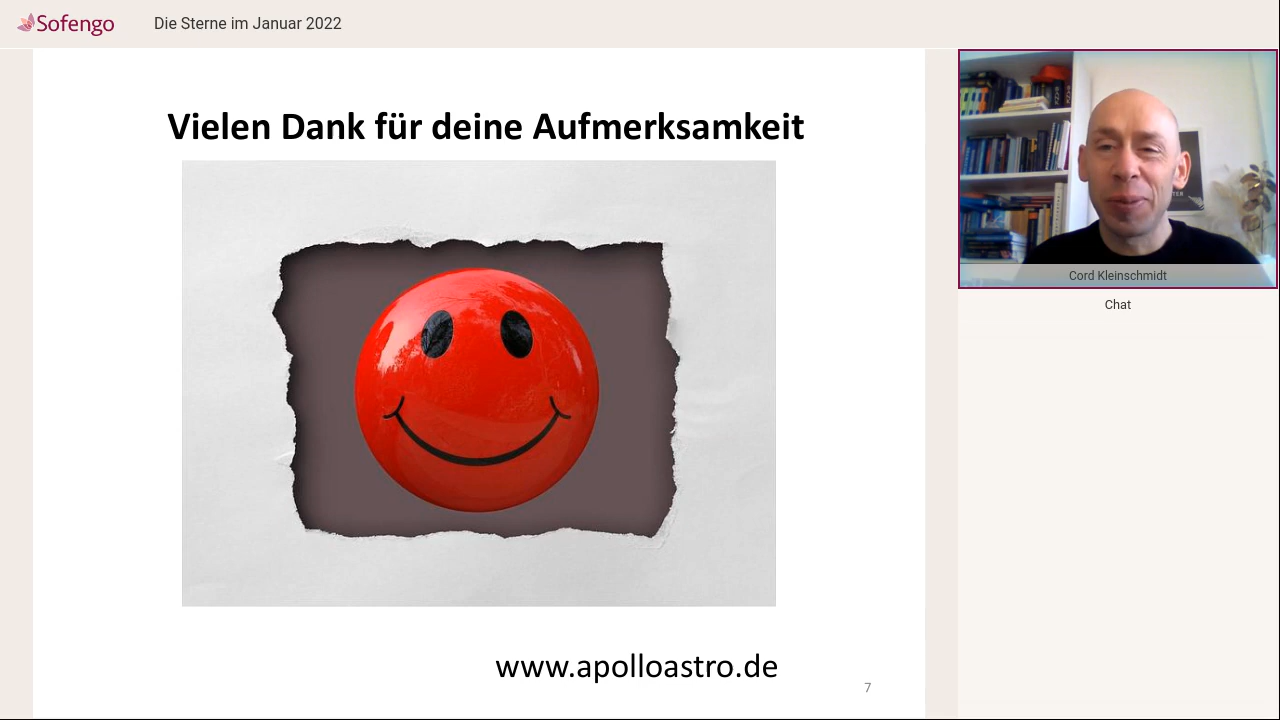 Sofengo
Die Sterne im Januar 2022
Vielen Dank für deine Aufmerksamkeit
Cord Kleinschmidt
Chat
www.apolloastro.de
7